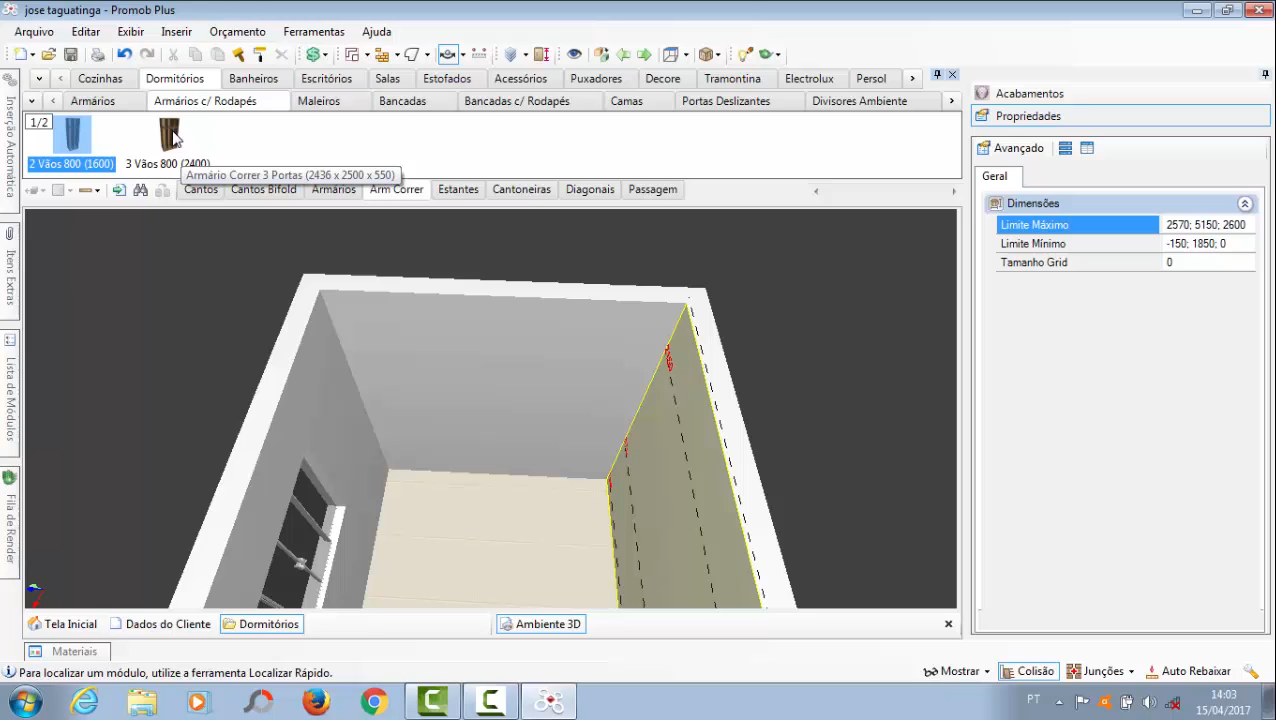 jose taguatinga - Promob Plus
Arquivo Editar Exibir Inserir Orçamento Ferramentas Ajuda
Cozinhas Dormitórios Banheiros Escritórios Salas Estofados Acessórios Puxadores Decore Tramontina Electrolux Persol
Armários Armários c/ Rodapés Maleiros Bancadas Bancadas c/ Rodapés Camas Portas Deslizantes Divisores Ambiente
1/2
2 Vãos 800 (1600) 3 Vãos 800 (2400)
Armário Correr 3 Portas (2436 x 2500 x 550)
Cantos Cantos Bifold Armários Arm Correr Estantes Cantoneiras Diagonais Passagem
Inserção Automática
Itens Extras
Lista de Módulos
Fila de Render
Acabamentos
Propriedades
Avançado
Geral
Dimensões
Limite Máximo 2570; 5150; 2600
Limite Mínimo -150; 1850; 0
Tamanho Grid 0
Tela Inicial Dados do Cliente Dormitórios Ambiente 3D
Materiais
Para localizar um módulo, utilize a ferramenta Localizar Rápido.
Mostrar Colisão Junções Auto Rebaixar
PT 14:03
15/04/2017